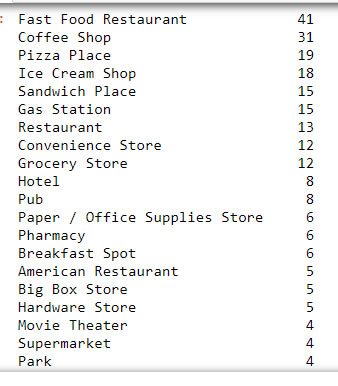 Fast Food Restaurant 41
Coffee Shop 31
Pizza Place 19
Ice Cream Shop 18
Sandwich Place 15
Gas Station 15
Restaurant 13
Convenience Store 12
Grocery Store 12
Hotel 8
Pub 8
Paper / Office Supplies Store 6
Pharmacy 6
Breakfast Spot 6
American Restaurant 5
Big Box Store 5
Hardware Store 5
Movie Theater 4
Supermarket 4
Park 4